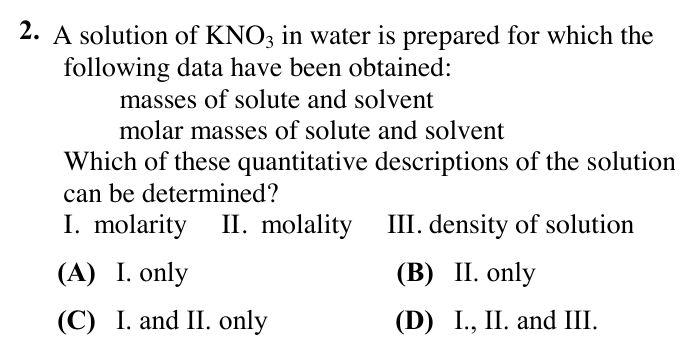 2. A solution of KNO₃ in water is prepared for which the
following data have been obtained:
masses of solute and solvent
molar masses of solute and solvent
Which of these quantitative descriptions of the solution
can be determined?
I. molarity II. molality III. density of solution
(A) I. only (B) II. only
(C) I. and II. only (D) I., II. and III.